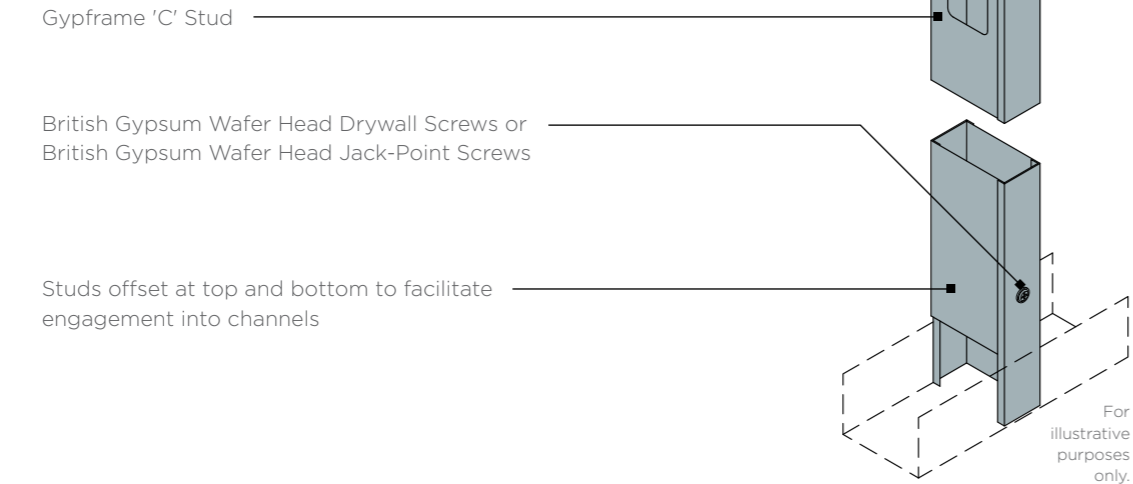 Gypframe 'C' Stud
British Gypsum Wafer Head Drywall Screws or
British Gypsum Wafer Head Jack-Point Screws
Studs offset at top and bottom to facilitate
engagement into channels
For
illustrative
purposes
only.